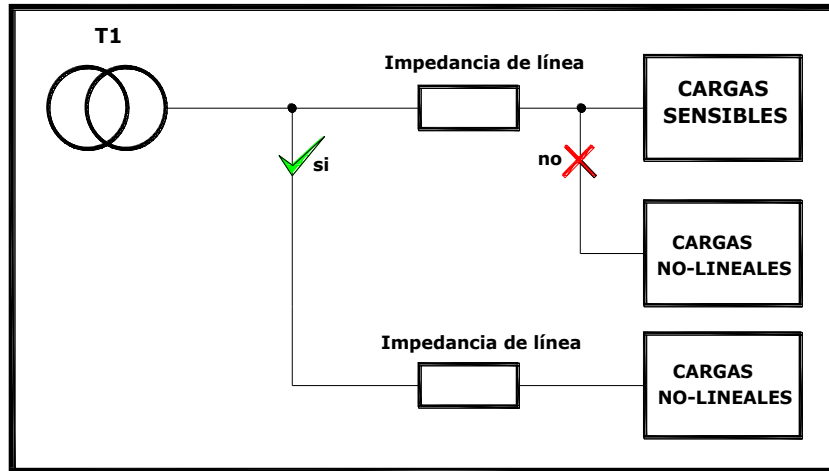 T1
Impedancia de línea
CARGAS
SENSIBLES
si
no
CARGAS
NO-LINEALES
Impedancia de línea
CARGAS
NO-LINEALES